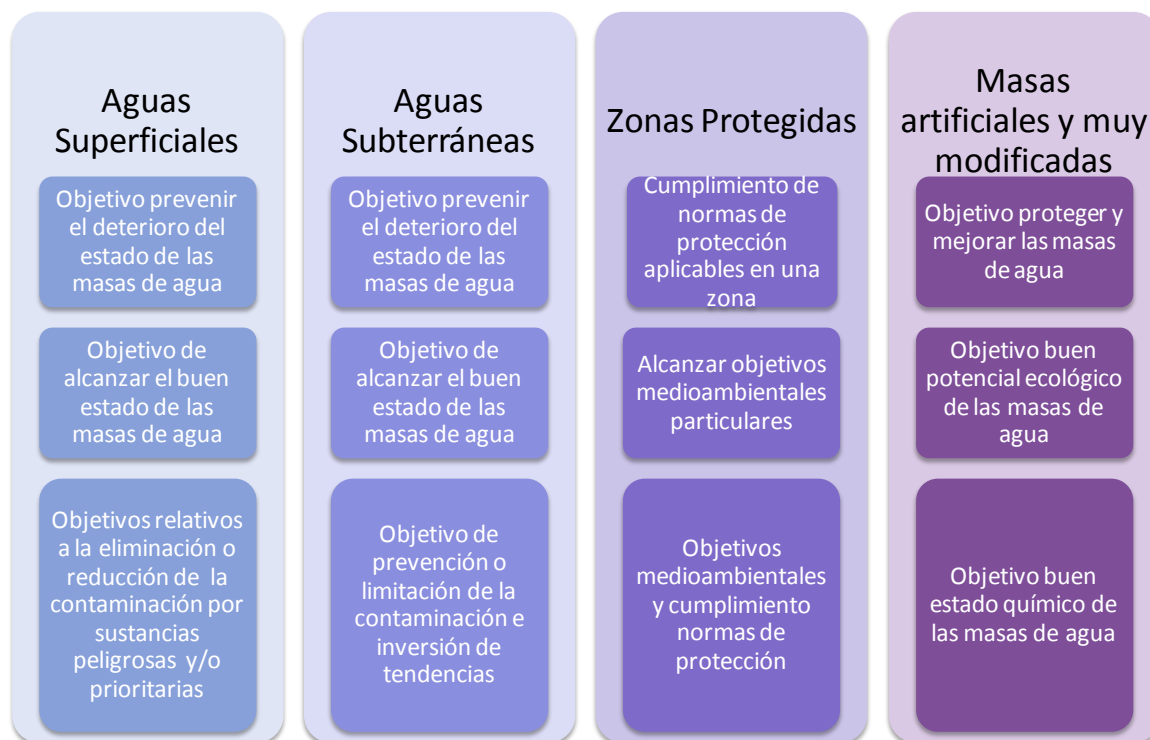 Aguas
Superficiales
Objetivo prevenir
el deterioro del
estado de las
masas de agua
Objetivo de
alcanzar el buen
estado de las
masas de agua
Objetivos relativos
a la eliminación o
reducción de la
contaminación por
sustancias
peligrosas y/o
prioritarias
Aguas
Subterráneas
Objetivo prevenir
el deterioro del
estado de las
masas de agua
Objetivo de
alcanzar el buen
estado de las
masas de agua
Objetivo de
prevención o
limitación de la
contaminación e
inversión de
tendencias
Zonas Protegidas
Cumplimiento de
normas de
protección
aplicables en una
zona
Alcanzar objetivos
medioambientales
particulares
Objetivos
medioambientales
y cumplimiento
normas de
protección
Masas
artificiales y muy
modificadas
Objetivo proteger y
mejorar las masas
de agua
Objetivo buen
potencial ecológico
de las masas de
agua
Objetivo buen
estado químico de
las masas de agua